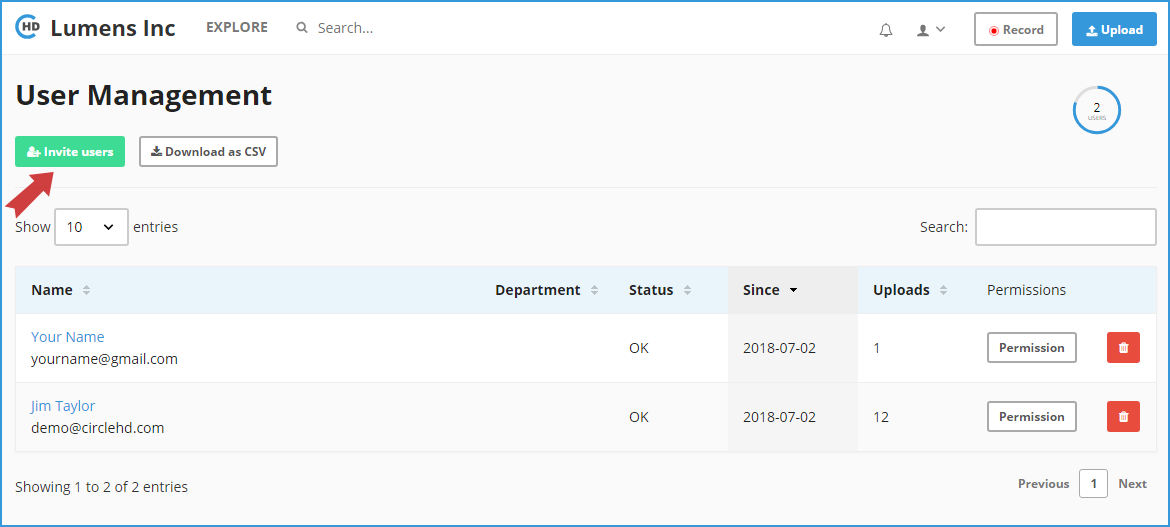 HD Lumens Inc EXPLORE Search... Record Upload
User Management
2
USERS
Invite users Download as CSV
Show 10 entries Search:
Name Department Status Since Uploads Permissions
Your Name
yourname@gmail.com OK 2018-07-02 1 Permission
Jim Taylor
demo@circlehd.com OK 2018-07-02 12 Permission
Showing 1 to 2 of 2 entries Previous 1 Next